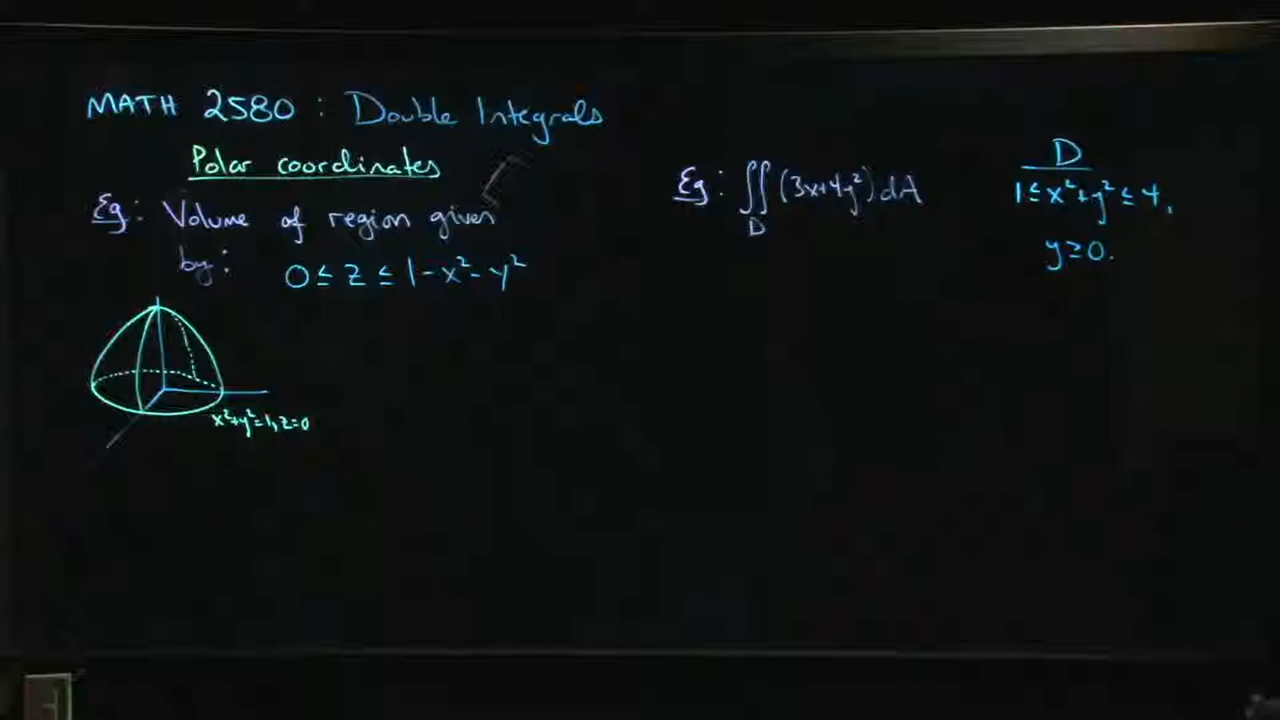 MATH 2580 : Double Integrals
Polar coordinates
Eg: Volume of region given
by: 0 ≤ z ≤ 1 - x² - y²
x²+y²=1, z=0
Eg: ∬_D (3x+4y²) dA
D
1 ≤ x²+y² ≤ 4,
y ≥ 0.